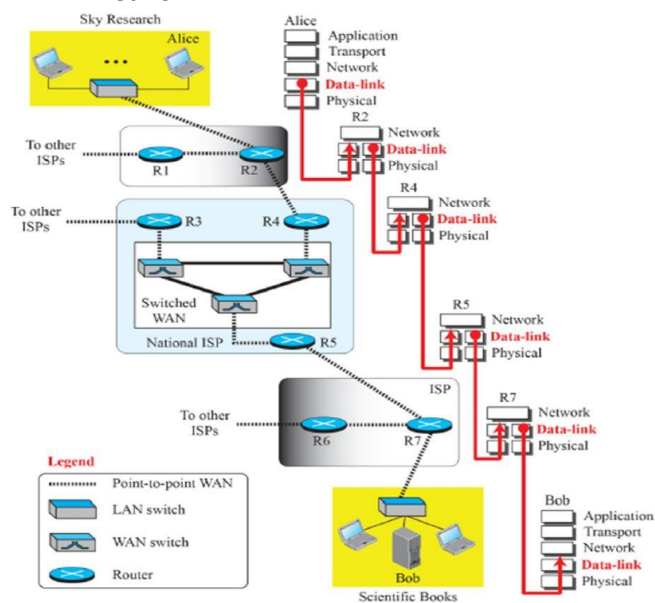 Sky Research
Alice
Alice
Application
Transport
Network
Data-link
Physical
R2
Network
Data-link
Physical
To other
ISPs
R1
R2
R4
Network
Data-link
Physical
To other
ISPs
R3
R4
Switched
WAN
National ISP
R5
R5
Network
Data-link
Physical
ISP
To other
ISPs
R6
R7
R7
Network
Data-link
Physical
Legend
Point-to-point WAN
LAN switch
WAN switch
Router
Bob
Scientific Books
Bob
Application
Transport
Network
Data-link
Physical